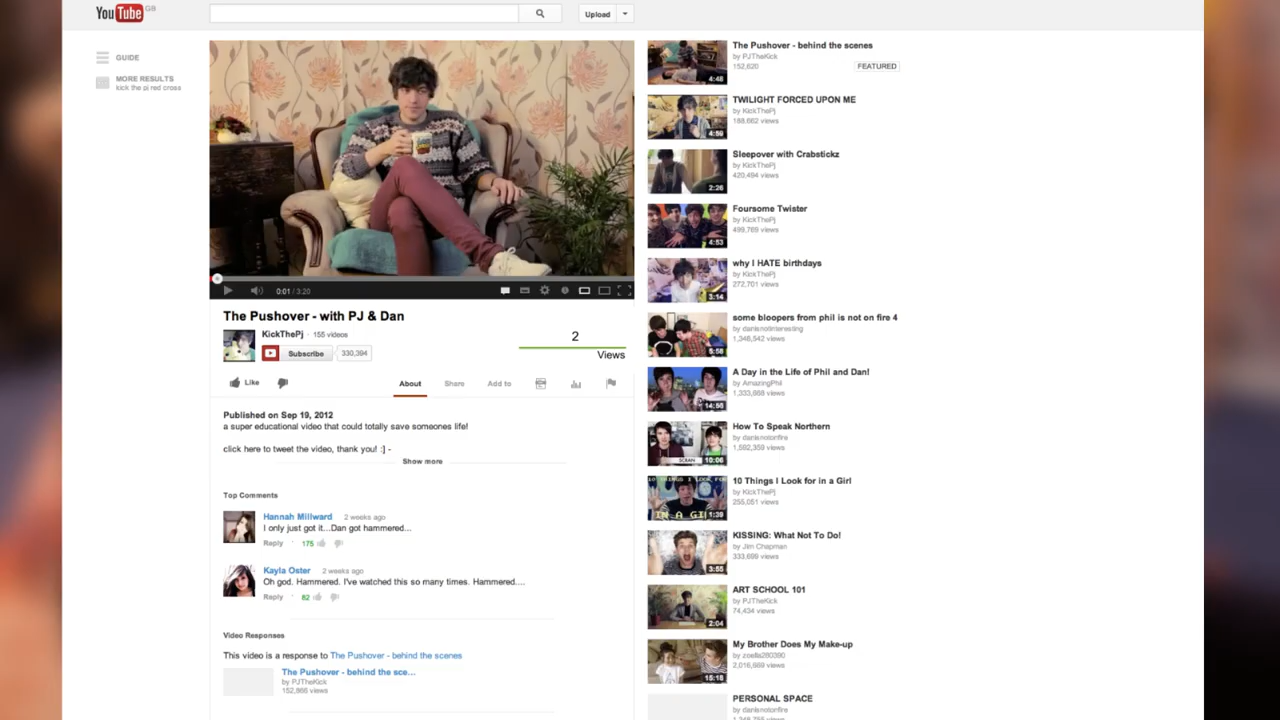 YouTube GB
Upload
GUIDE
MORE RESULTS
kick the pj red cross
0:01 / 3:20
The Pushover - with PJ & Dan
KickThePj · 155 videos
Subscribe 330,394
2
Views
Like
About Share Add to
Published on Sep 19, 2012
a super educational video that could totally save someones life!
click here to tweet the video, thank you! :] -
Show more
Top Comments
Hannah Millward 2 weeks ago
I only just got it...Dan got hammered...
Reply · 175
Kayla Oster 2 weeks ago
Oh god. Hammered. I've watched this so many times. Hammered....
Reply · 82
Video Responses
This video is a response to The Pushover - behind the scenes
The Pushover - behind the sce...
by PJTheKick
152,866 views
4:48
The Pushover - behind the scenes
by PJTheKick
152,620
FEATURED
4:59
TWILIGHT FORCED UPON ME
by KickThePj
188,662 views
2:26
Sleepover with Crabstickz
by KickThePj
420,494 views
4:53
Foursome Twister
by KickThePj
499,769 views
3:14
why I HATE birthdays
by KickThePj
272,701 views
5:58
some bloopers from phil is not on fire 4
by danisnotinteresting
1,346,542 views
14:56
A Day in the Life of Phil and Dan!
by AmazingPhil
1,333,668 views
10:06
How To Speak Northern
by danisnotonfire
1,592,359 views
1:39
10 Things I Look for in a Girl
by KickThePj
255,051 views
3:55
KISSING: What Not To Do!
by Jim Chapman
333,699 views
2:04
ART SCHOOL 101
by PJTheKick
74,434 views
15:18
My Brother Does My Make-up
by zoella280390
2,016,669 views
PERSONAL SPACE
by danisnotonfire